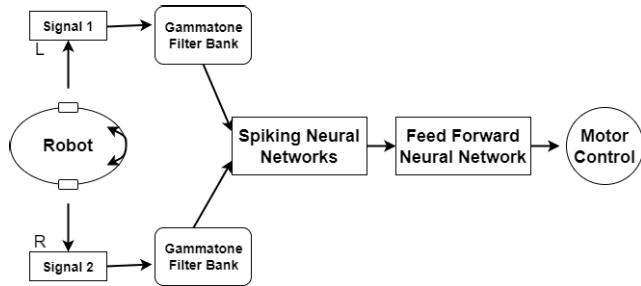 Signal 1
L
Gammatone
Filter Bank
Robot
Spiking Neural
Networks
Feed Forward
Neural Network
Motor
Control
R
Signal 2
Gammatone
Filter Bank